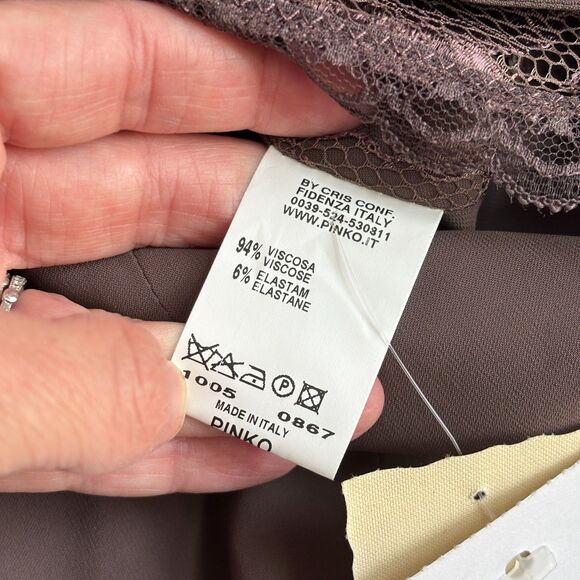 BY CRIS CONF.
FIDENZA ITALY
0039-524-530311
WWW.PINKO.IT
94% VISCOSA
VISCOSE
6% ELASTAM
ELASTANE
P
1005 0867
MADE IN ITALY
PINKO